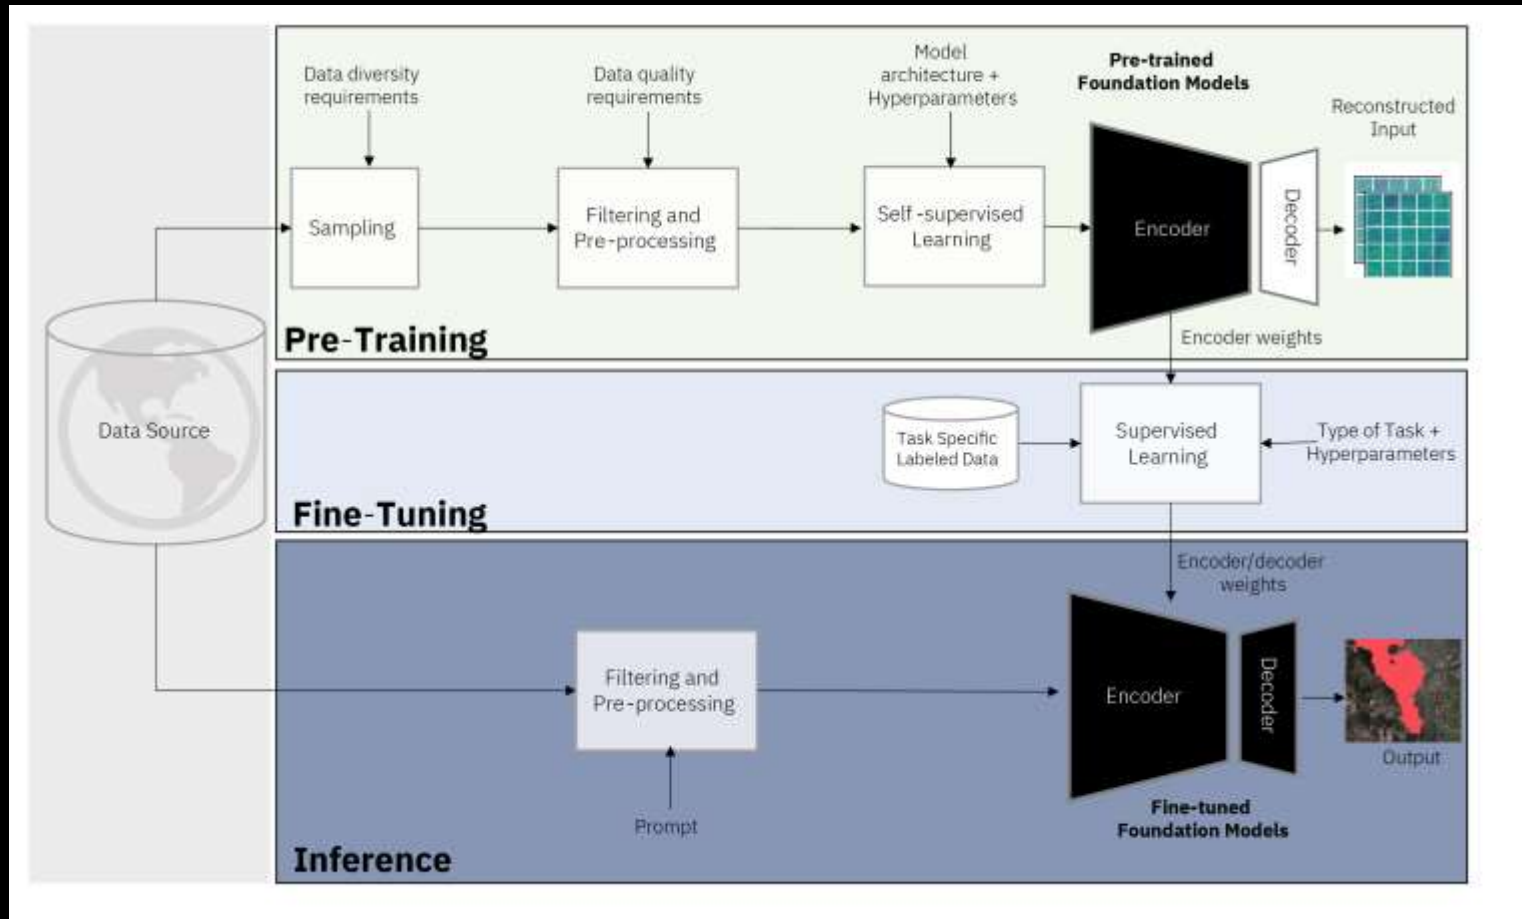 Data diversity
requirements
Data quality
requirements
Model
architecture +
Hyperparameters
Pre-trained
Foundation Models
Reconstructed
Input
Sampling
Filtering and
Pre-processing
Self-supervised
Learning
Encoder
Decoder
Pre-Training
Encoder weights
Data Source
Task Specific
Labeled Data
Supervised
Learning
Type of Task +
Hyperparameters
Fine-Tuning
Encoder/decoder
weights
Filtering and
Pre-processing
Encoder
Decoder
Output
Prompt
Fine-tuned
Foundation Models
Inference